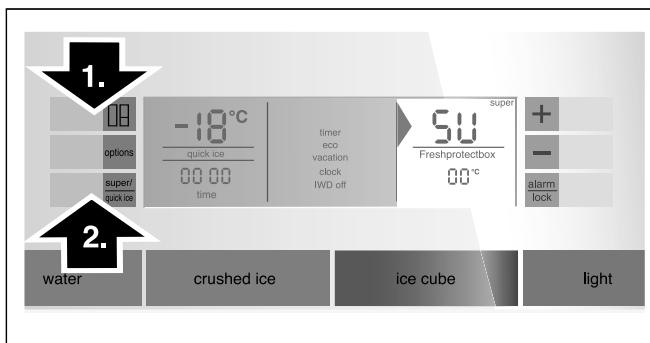 1.
options
super/
quick ice
2.
-18°C
quick ice
00 00
time
timer
eco
vacation
clock
IWD off
super
SU
Freshprotectbox
00°C
+
−
alarm
lock
water
crushed ice
ice cube
light